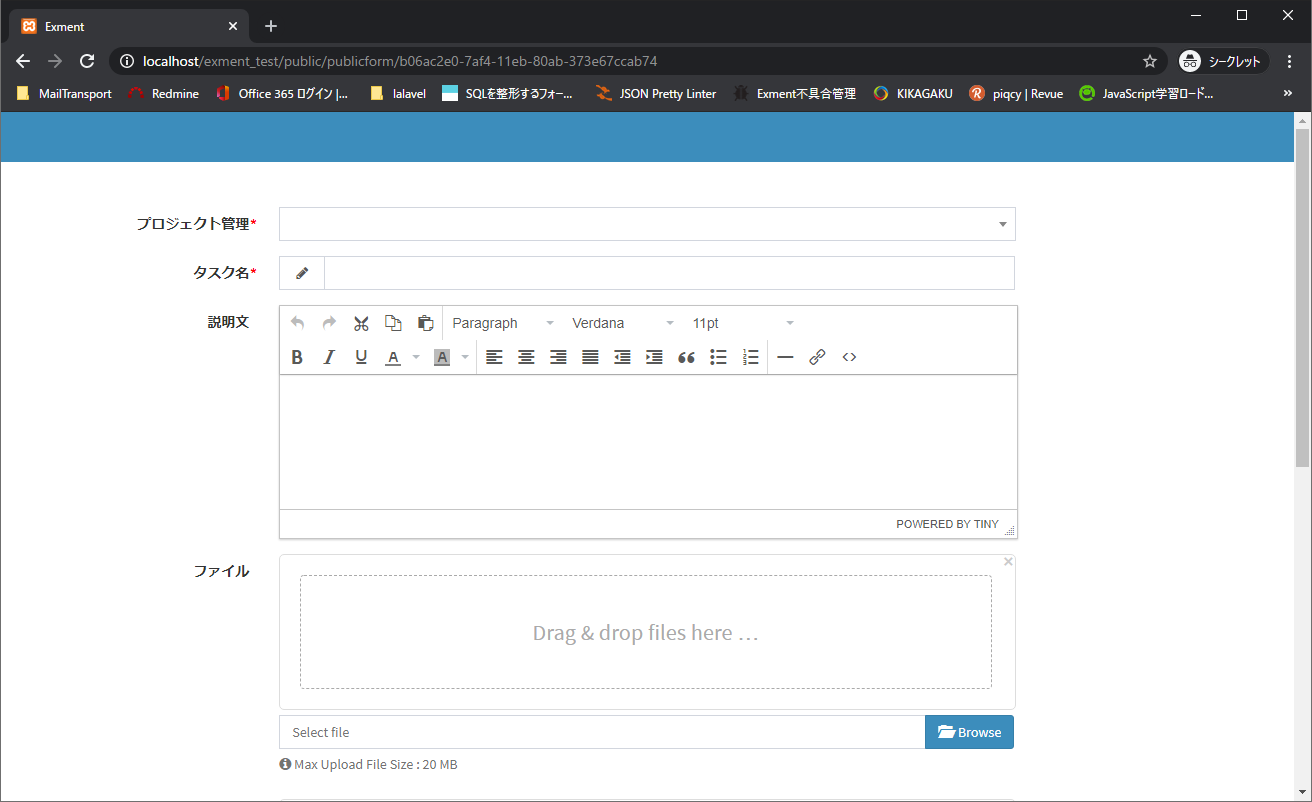 Exment
localhost/exment_test/public/publicform/b06ac2e0-7af4-11eb-80ab-373e67ccab74
シークレット
MailTransport Redmine Office 365 ログイン |... lalavel SQLを整形するフォー... JSON Pretty Linter Exment不具合管理 KIKAGAKU piqcy | Revue JavaScript学習ロード... »
プロジェクト管理*
タスク名*
説明文
Paragraph Verdana 11pt
B I U A A
POWERED BY TINY
ファイル
Drag & drop files here …
Select file
Browse
Max Upload File Size : 20 MB